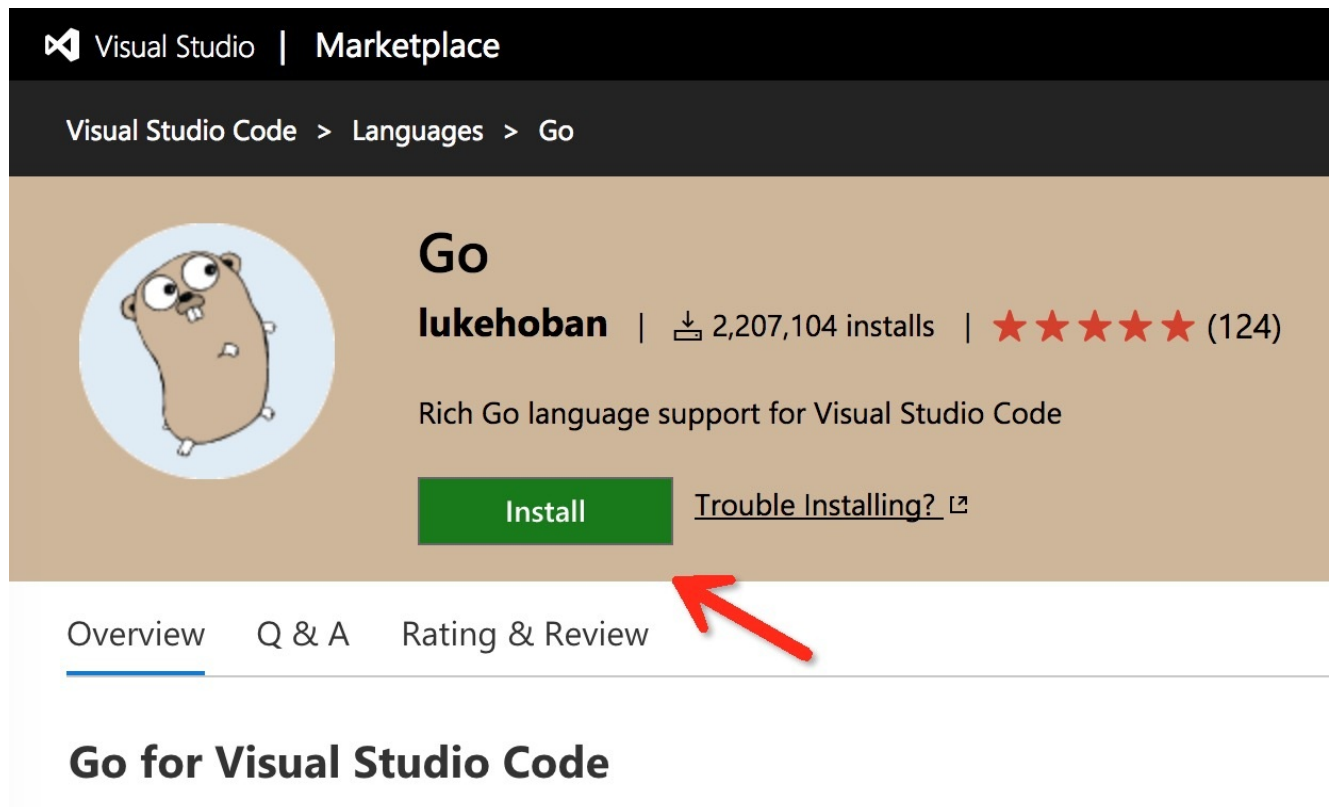 Visual Studio | Marketplace
Visual Studio Code > Languages > Go
Go
lukehoban | 2,207,104 installs | (124)
Rich Go language support for Visual Studio Code
Install Trouble Installing?
Overview Q & A Rating & Review
Go for Visual Studio Code